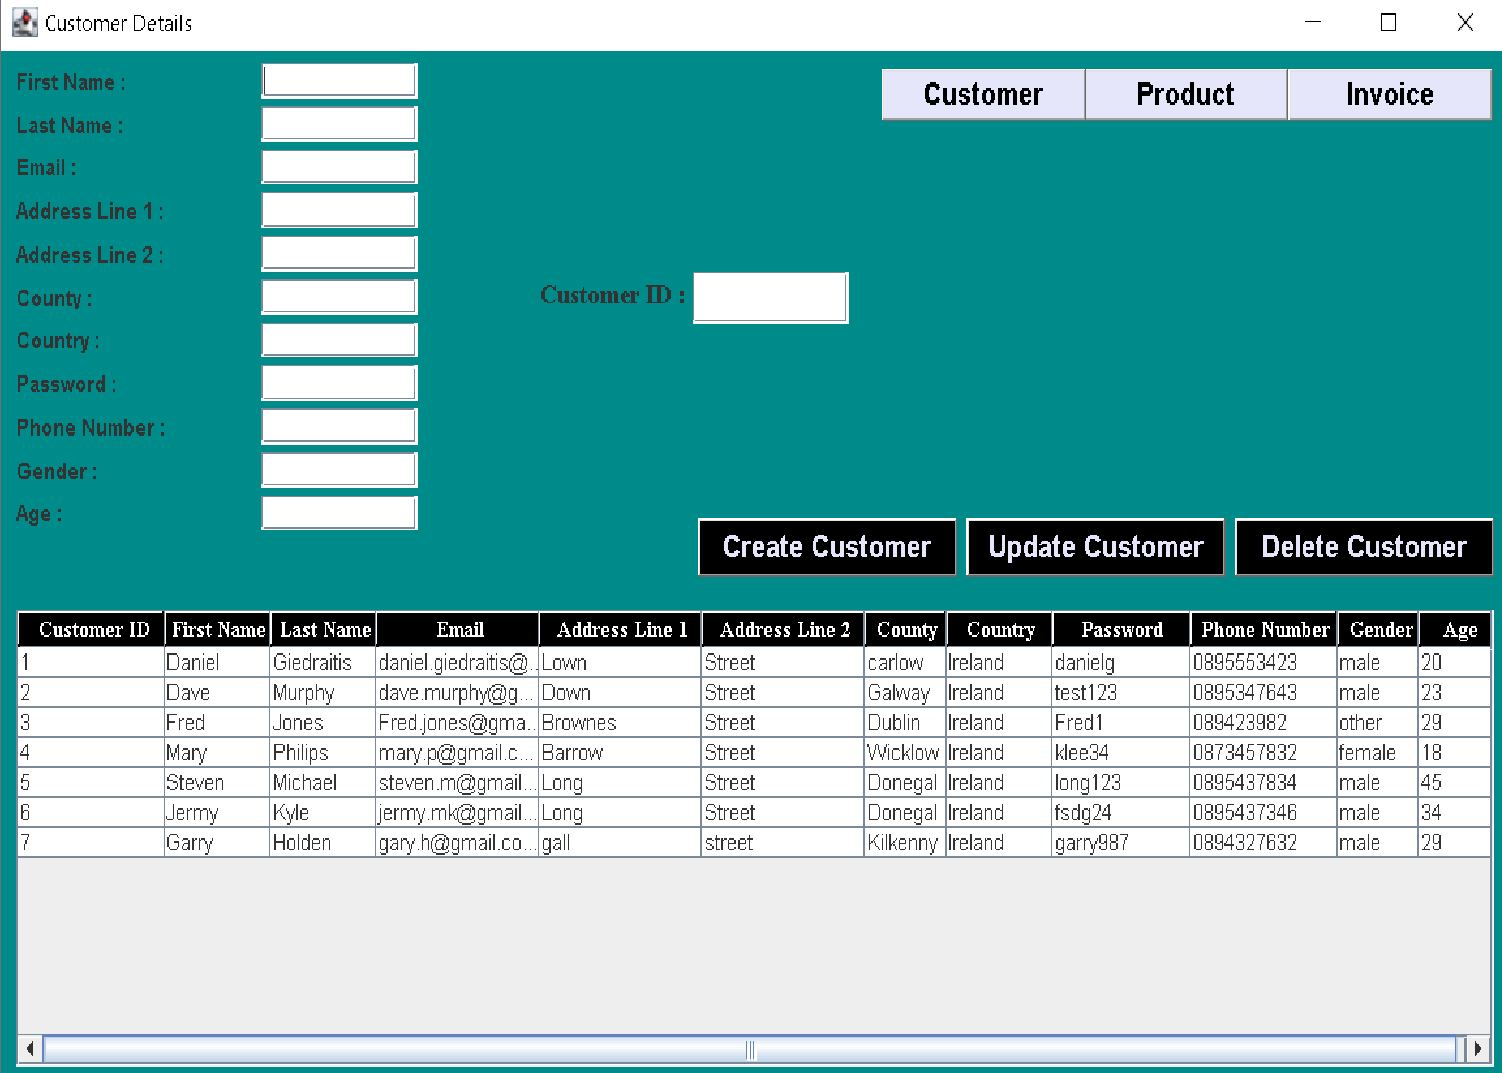 Customer Details
First Name :
Last Name :
Email :
Address Line 1 :
Address Line 2 :
County :
Country :
Password :
Phone Number :
Gender :
Age :
Customer Product Invoice
Customer ID :
Create Customer Update Customer Delete Customer
Customer ID First Name Last Name Email Address Line 1 Address Line 2 County Country Password Phone Number Gender Age
1 Daniel Giedraitis daniel.giedraitis@... Lown Street carlow Ireland danielg 0895553423 male 20
2 Dave Murphy dave.murphy@g... Down Street Galway Ireland test123 0895347643 male 23
3 Fred Jones Fred.jones@gma... Brownes Street Dublin Ireland Fred1 089423982 other 29
4 Mary Philips mary.p@gmail.c... Barrow Street Wicklow Ireland klee34 0873457832 female 18
5 Steven Michael steven.m@gmail... Long Street Donegal Ireland long123 0895437834 male 45
6 Jermy Kyle jermy.mk@gmail... Long Street Donegal Ireland fsdg24 0895437346 male 34
7 Garry Holden gary.h@gmail.co... gall street Kilkenny Ireland garry987 0894327632 male 29